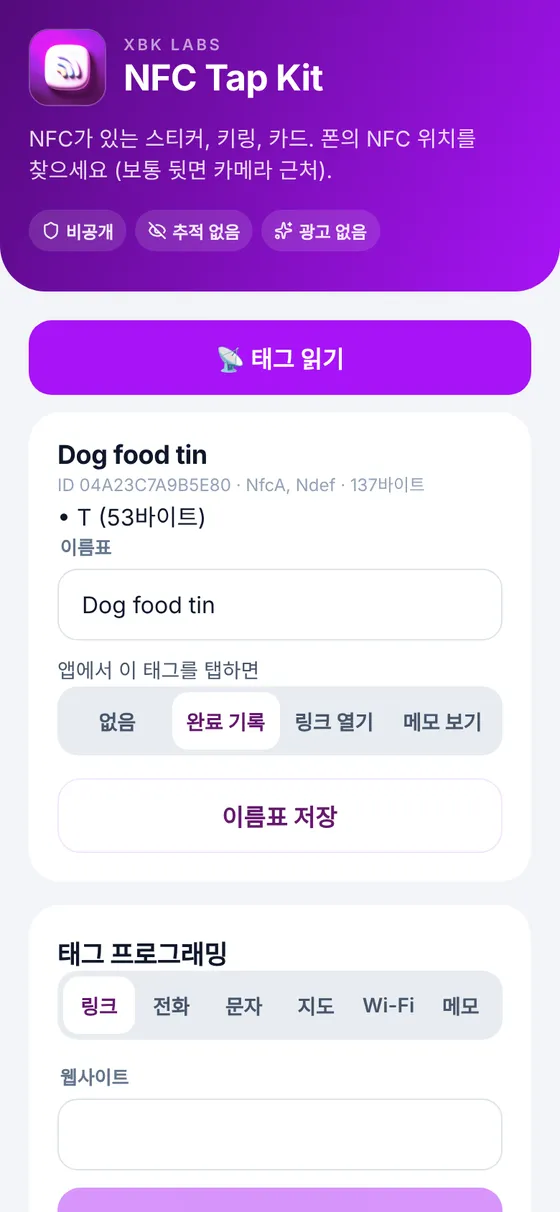 XBK LABS
NFC Tap Kit
NFC가 있는 스티커, 키링, 카드. 폰의 NFC 위치를
찾으세요 (보통 뒷면 카메라 근처).
비공개 추적 없음 광고 없음
📡 태그 읽기
Dog food tin
ID 04A23C7A9B5E80 · NfcA, Ndef · 137바이트
• T (53바이트)
이름표
Dog food tin
앱에서 이 태그를 탭하면
없음 완료 기록 링크 열기 메모 보기
이름표 저장
태그 프로그래밍
링크 전화 문자 지도 Wi-Fi 메모
웹사이트